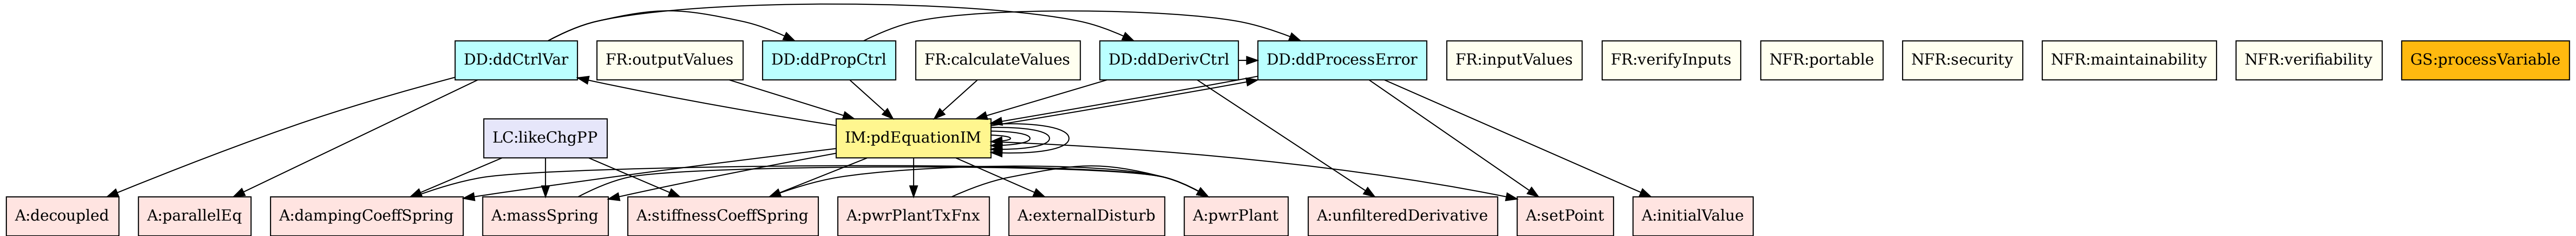 DD:ddCtrlVar
FR:outputValues
DD:ddPropCtrl
FR:calculateValues
DD:ddDerivCtrl
DD:ddProcessError
FR:inputValues
FR:verifyInputs
NFR:portable
NFR:security
NFR:maintainability
NFR:verifiability
GS:processVariable
LC:likeChgPP
IM:pdEquationIM
A:decoupled
A:parallelEq
A:dampingCoeffSpring
A:massSpring
A:stiffnessCoeffSpring
A:pwrPlantTxFnx
A:externalDisturb
A:pwrPlant
A:unfilteredDerivative
A:setPoint
A:initialValue